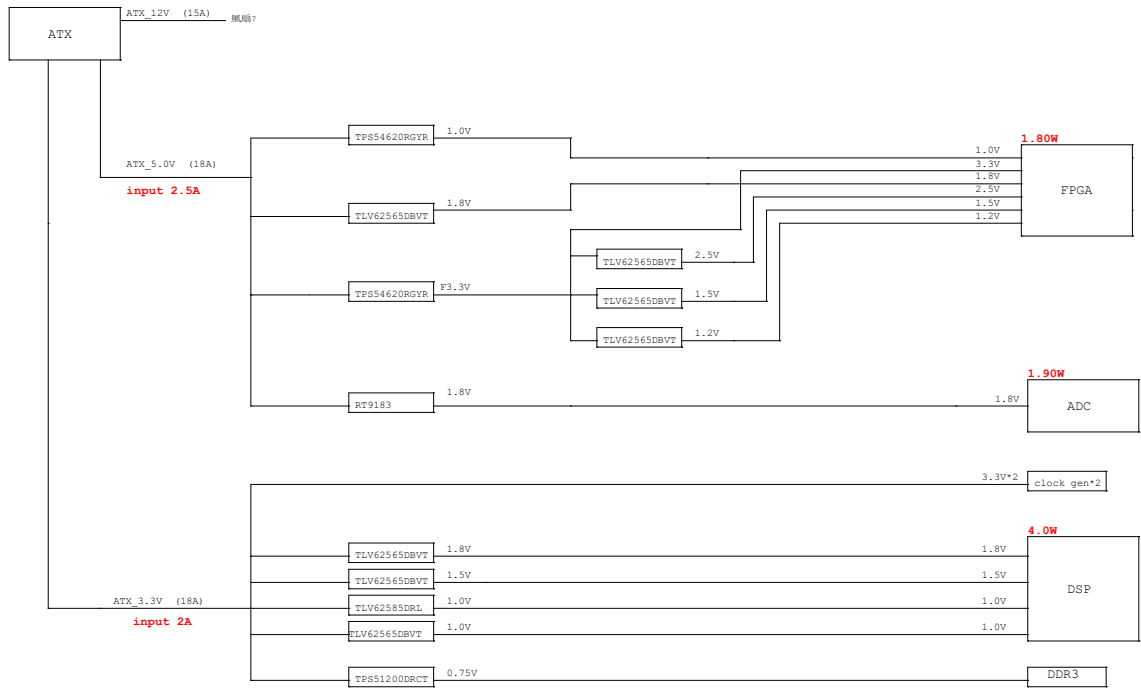 ATX_12V (15A)
風扇?
ATX
TPS54620RGYR
1.0V
1.80W
1.0V
3.3V
1.8V
2.5V
1.5V
1.2V
FPGA
ATX_5.0V (18A)
input 2.5A
TLV62565DBVT
1.8V
TLV62565DBVT
2.5V
TPS54620RGYR
F3.3V
TLV62565DBVT
1.5V
TLV62565DBVT
1.2V
1.90W
RT9183
1.8V
1.8V
ADC
3.3V*2
clock gen*2
4.0W
TLV62565DBVT
1.8V
1.8V
TLV62565DBVT
1.5V
1.5V
DSP
ATX_3.3V (18A)
input 2A
TLV62585DRL
1.0V
1.0V
TLV62565DBVT
1.0V
1.0V
TPS51200DRCT
0.75V
DDR3